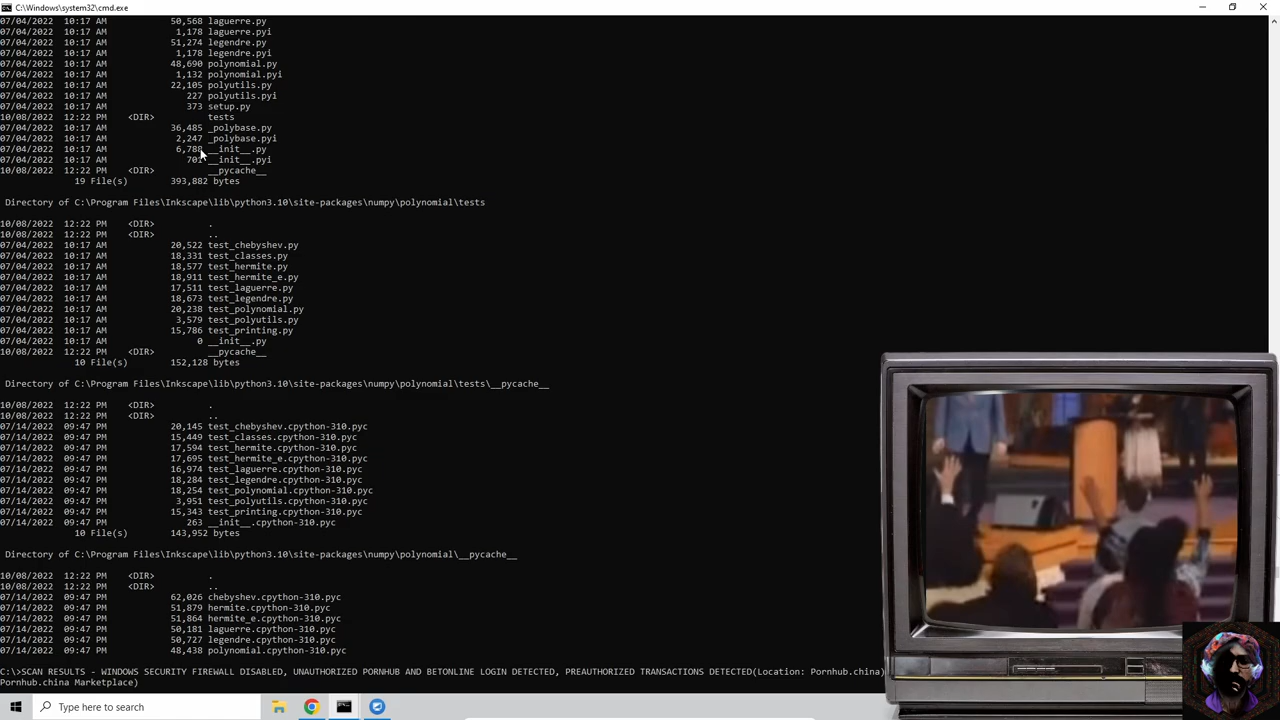 C:\Windows\system32\cmd.exe
07/04/2022  10:17 AM            50,568 laguerre.py
07/04/2022  10:17 AM             1,178 laguerre.pyi
07/04/2022  10:17 AM            51,274 legendre.py
07/04/2022  10:17 AM             1,178 legendre.pyi
07/04/2022  10:17 AM            48,690 polynomial.py
07/04/2022  10:17 AM             1,132 polynomial.pyi
07/04/2022  10:17 AM            22,105 polyutils.py
07/04/2022  10:17 AM               227 polyutils.pyi
07/04/2022  10:17 AM               373 setup.py
10/08/2022  12:22 PM    <DIR>          tests
07/04/2022  10:17 AM            36,485 _polybase.py
07/04/2022  10:17 AM             2,247 _polybase.pyi
07/04/2022  10:17 AM             6,788 __init__.py
07/04/2022  10:17 AM               701 __init__.pyi
10/08/2022  12:22 PM    <DIR>          __pycache__
19 File(s)        393,882 bytes
Directory of C:\Program Files\Inkscape\lib\python3.10\site-packages\numpy\polynomial\tests
10/08/2022  12:22 PM    <DIR>          .
10/08/2022  12:22 PM    <DIR>          ..
07/04/2022  10:17 AM            20,522 test_chebyshev.py
07/04/2022  10:17 AM            18,331 test_classes.py
07/04/2022  10:17 AM            18,577 test_hermite.py
07/04/2022  10:17 AM            18,911 test_hermite_e.py
07/04/2022  10:17 AM            17,511 test_laguerre.py
07/04/2022  10:17 AM            18,673 test_legendre.py
07/04/2022  10:17 AM            20,238 test_polynomial.py
07/04/2022  10:17 AM             3,579 test_polyutils.py
07/04/2022  10:17 AM            15,786 test_printing.py
07/04/2022  10:17 AM                 0 __init__.py
10/08/2022  12:22 PM    <DIR>          __pycache__
10 File(s)        152,128 bytes
Directory of C:\Program Files\Inkscape\lib\python3.10\site-packages\numpy\polynomial\tests\__pycache__
10/08/2022  12:22 PM    <DIR>          .
10/08/2022  12:22 PM    <DIR>          ..
07/14/2022  09:47 PM            20,145 test_chebyshev.cpython-310.pyc
07/14/2022  09:47 PM            15,449 test_classes.cpython-310.pyc
07/14/2022  09:47 PM            17,594 test_hermite.cpython-310.pyc
07/14/2022  09:47 PM            17,695 test_hermite_e.cpython-310.pyc
07/14/2022  09:47 PM            16,974 test_laguerre.cpython-310.pyc
07/14/2022  09:47 PM            18,284 test_legendre.cpython-310.pyc
07/14/2022  09:47 PM            18,254 test_polynomial.cpython-310.pyc
07/14/2022  09:47 PM             3,951 test_polyutils.cpython-310.pyc
07/14/2022  09:47 PM            15,343 test_printing.cpython-310.pyc
07/14/2022  09:47 PM               263 __init__.cpython-310.pyc
10 File(s)        143,952 bytes
Directory of C:\Program Files\Inkscape\lib\python3.10\site-packages\numpy\polynomial\__pycache__
10/08/2022  12:22 PM    <DIR>          .
10/08/2022  12:22 PM    <DIR>          ..
07/14/2022  09:47 PM            62,026 chebyshev.cpython-310.pyc
07/14/2022  09:47 PM            51,879 hermite.cpython-310.pyc
07/14/2022  09:47 PM            51,864 hermite_e.cpython-310.pyc
07/14/2022  09:47 PM            50,181 laguerre.cpython-310.pyc
07/14/2022  09:47 PM            50,727 legendre.cpython-310.pyc
07/14/2022  09:47 PM            48,438 polynomial.cpython-310.pyc
C:\>SCAN RESULTS - WINDOWS SECURITY FIREWALL DISABLED, UNAUTHORIZED PORNHUB AND BETONLINE LOGIN DETECTED, PREAUTHORIZED TRANSACTIONS DETECTED(Location: Pornhub.china)
Pornhub.china Marketplace)
Type here to search